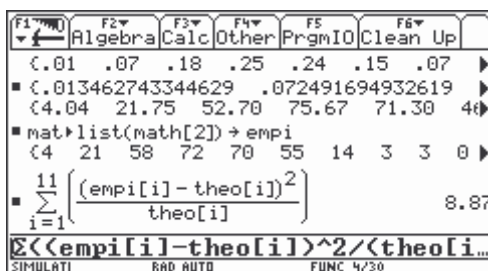 F1 F2 F3 F4 F5 F6
Algebra Calc Other PrgmIO Clean Up
{.01 .07 .18 .25 .24 .15 .07
▪ {.013462743344629 .072491694932619
{4.04 21.75 52.70 75.67 71.30 46
▪ mat▸list(math[2]) → empi
{4 21 58 72 70 55 14 3 3 0
11
▪ ∑ ((empi[i] - theo[i])² / theo[i]) 8.87
i = 1
Σ((empi[i]-theo[i])^2/(theo[i]…
SIMULATI RAD AUTO FUNC 4/30